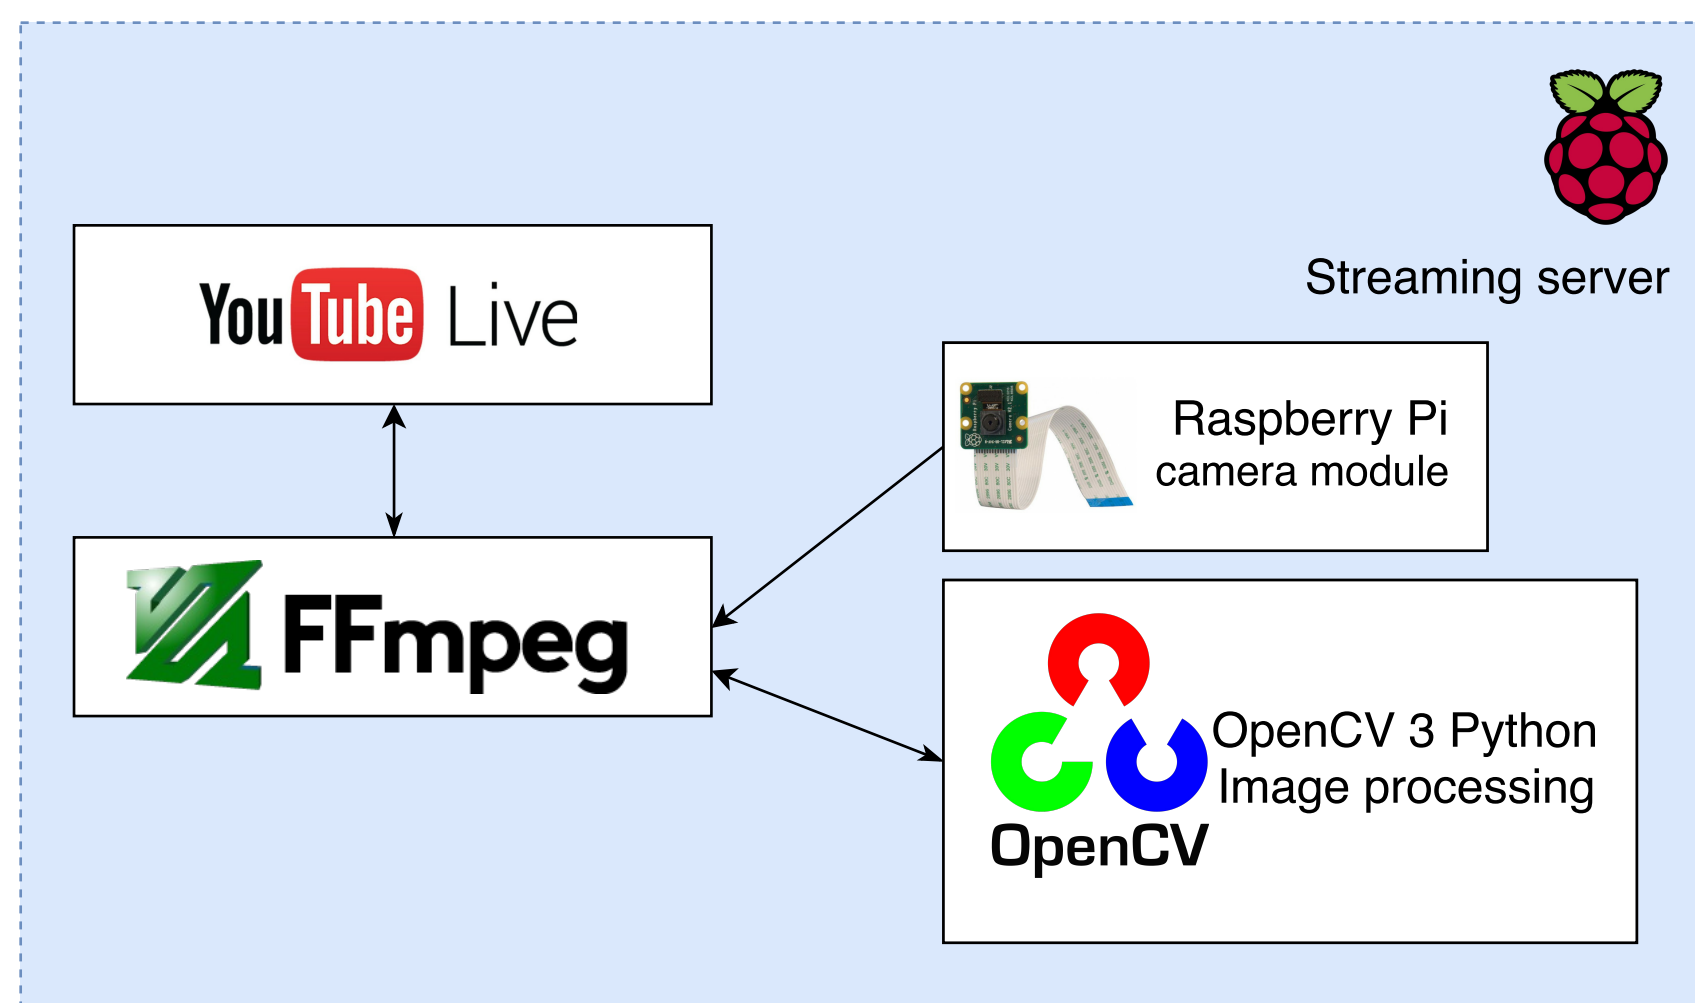 Streaming server
YouTube Live
Raspberry Pi
camera module
FFmpeg
OpenCV 3 Python
Image processing
OpenCV